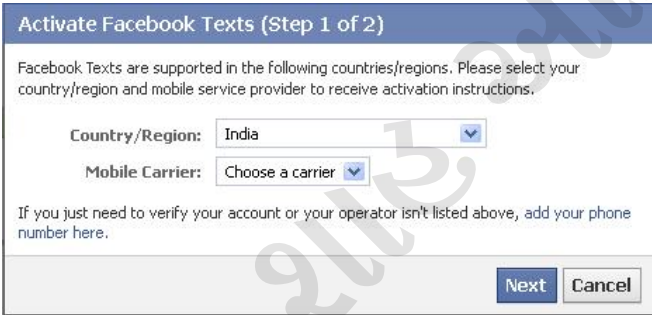 Activate Facebook Texts (Step 1 of 2)
Facebook Texts are supported in the following countries/regions. Please select your
country/region and mobile service provider to receive activation instructions.
Country/Region: India
Mobile Carrier: Choose a carrier
If you just need to verify your account or your operator isn't listed above, add your phone
number here.
Next Cancel